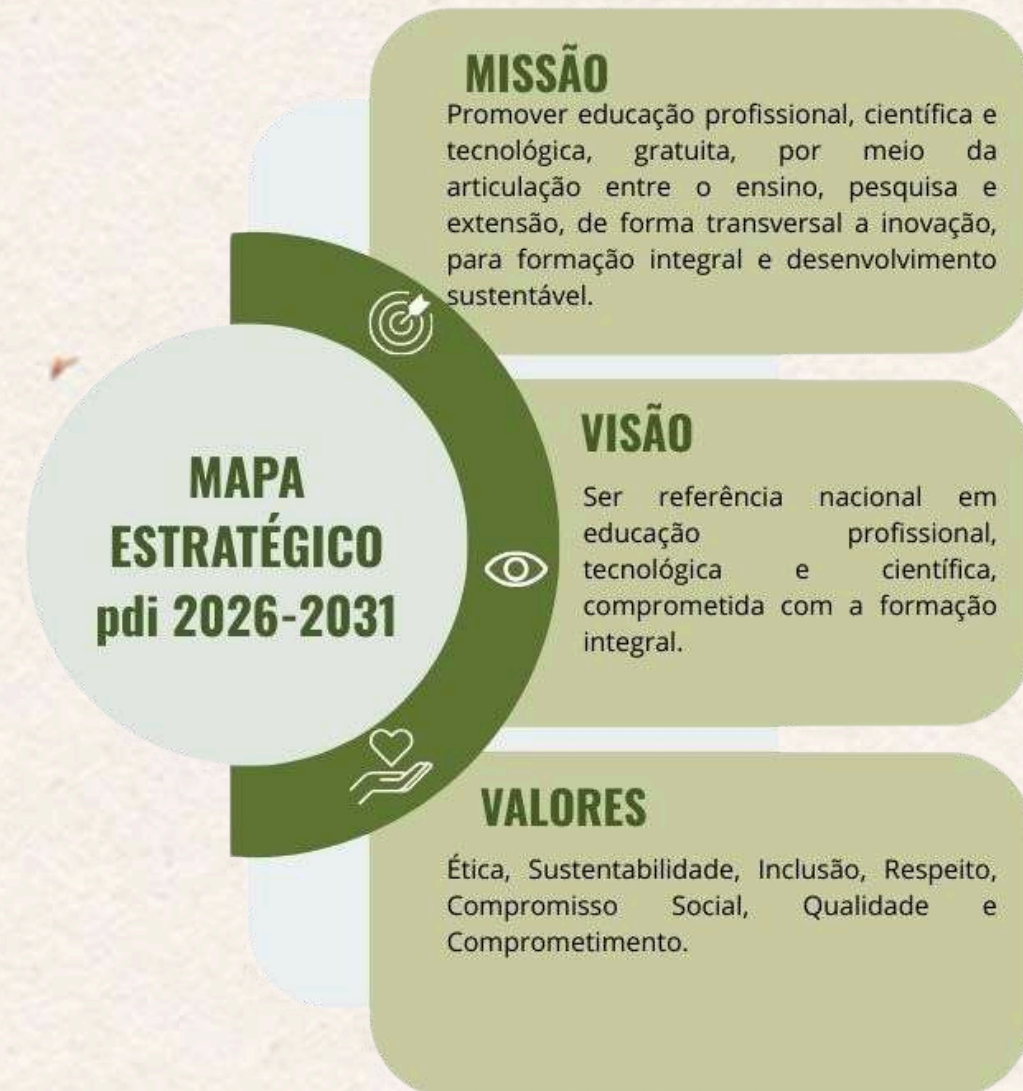 MISSÃO
Promover educação profissional, científica e
tecnológica, gratuita, por meio da
articulação entre o ensino, pesquisa e
extensão, de forma transversal a inovação,
para formação integral e desenvolvimento
sustentável.
MAPA
ESTRATÉGICO
pdi 2026-2031
VISÃO
Ser referência nacional em
educação profissional,
tecnológica e científica,
comprometida com a formação
integral.
VALORES
Ética, Sustentabilidade, Inclusão, Respeito,
Compromisso Social, Qualidade e
Comprometimento.